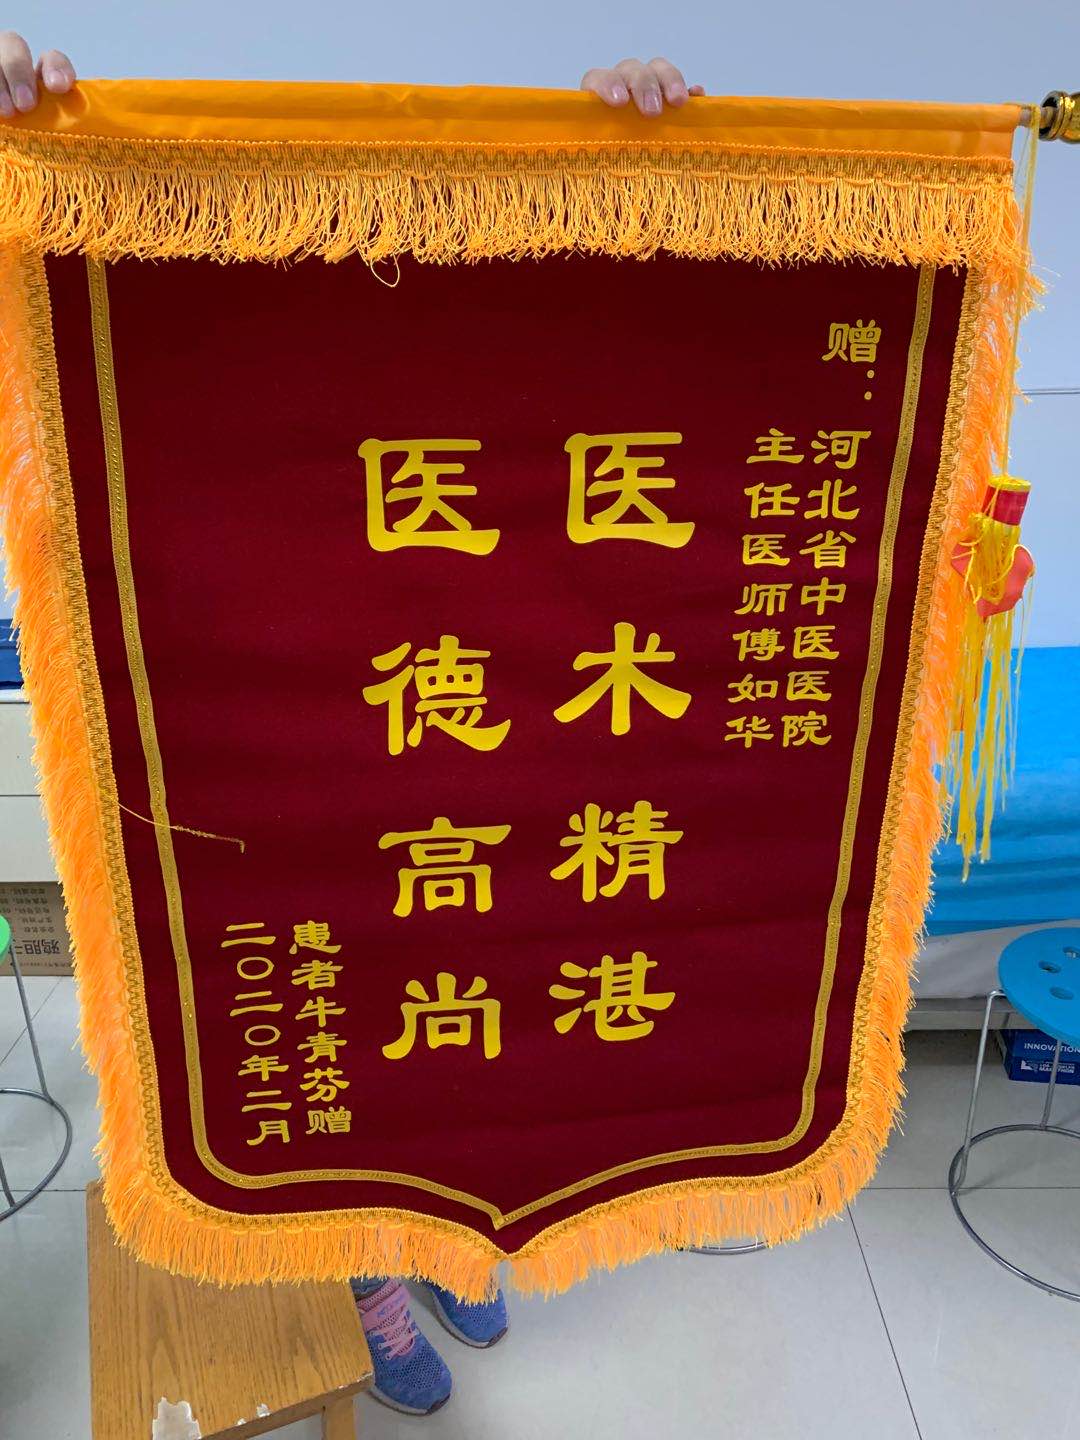 赠：
河北省中医医院
主任医师傅如华
医术精湛
医德高尚
患者牛青芬赠
二〇二〇年二月